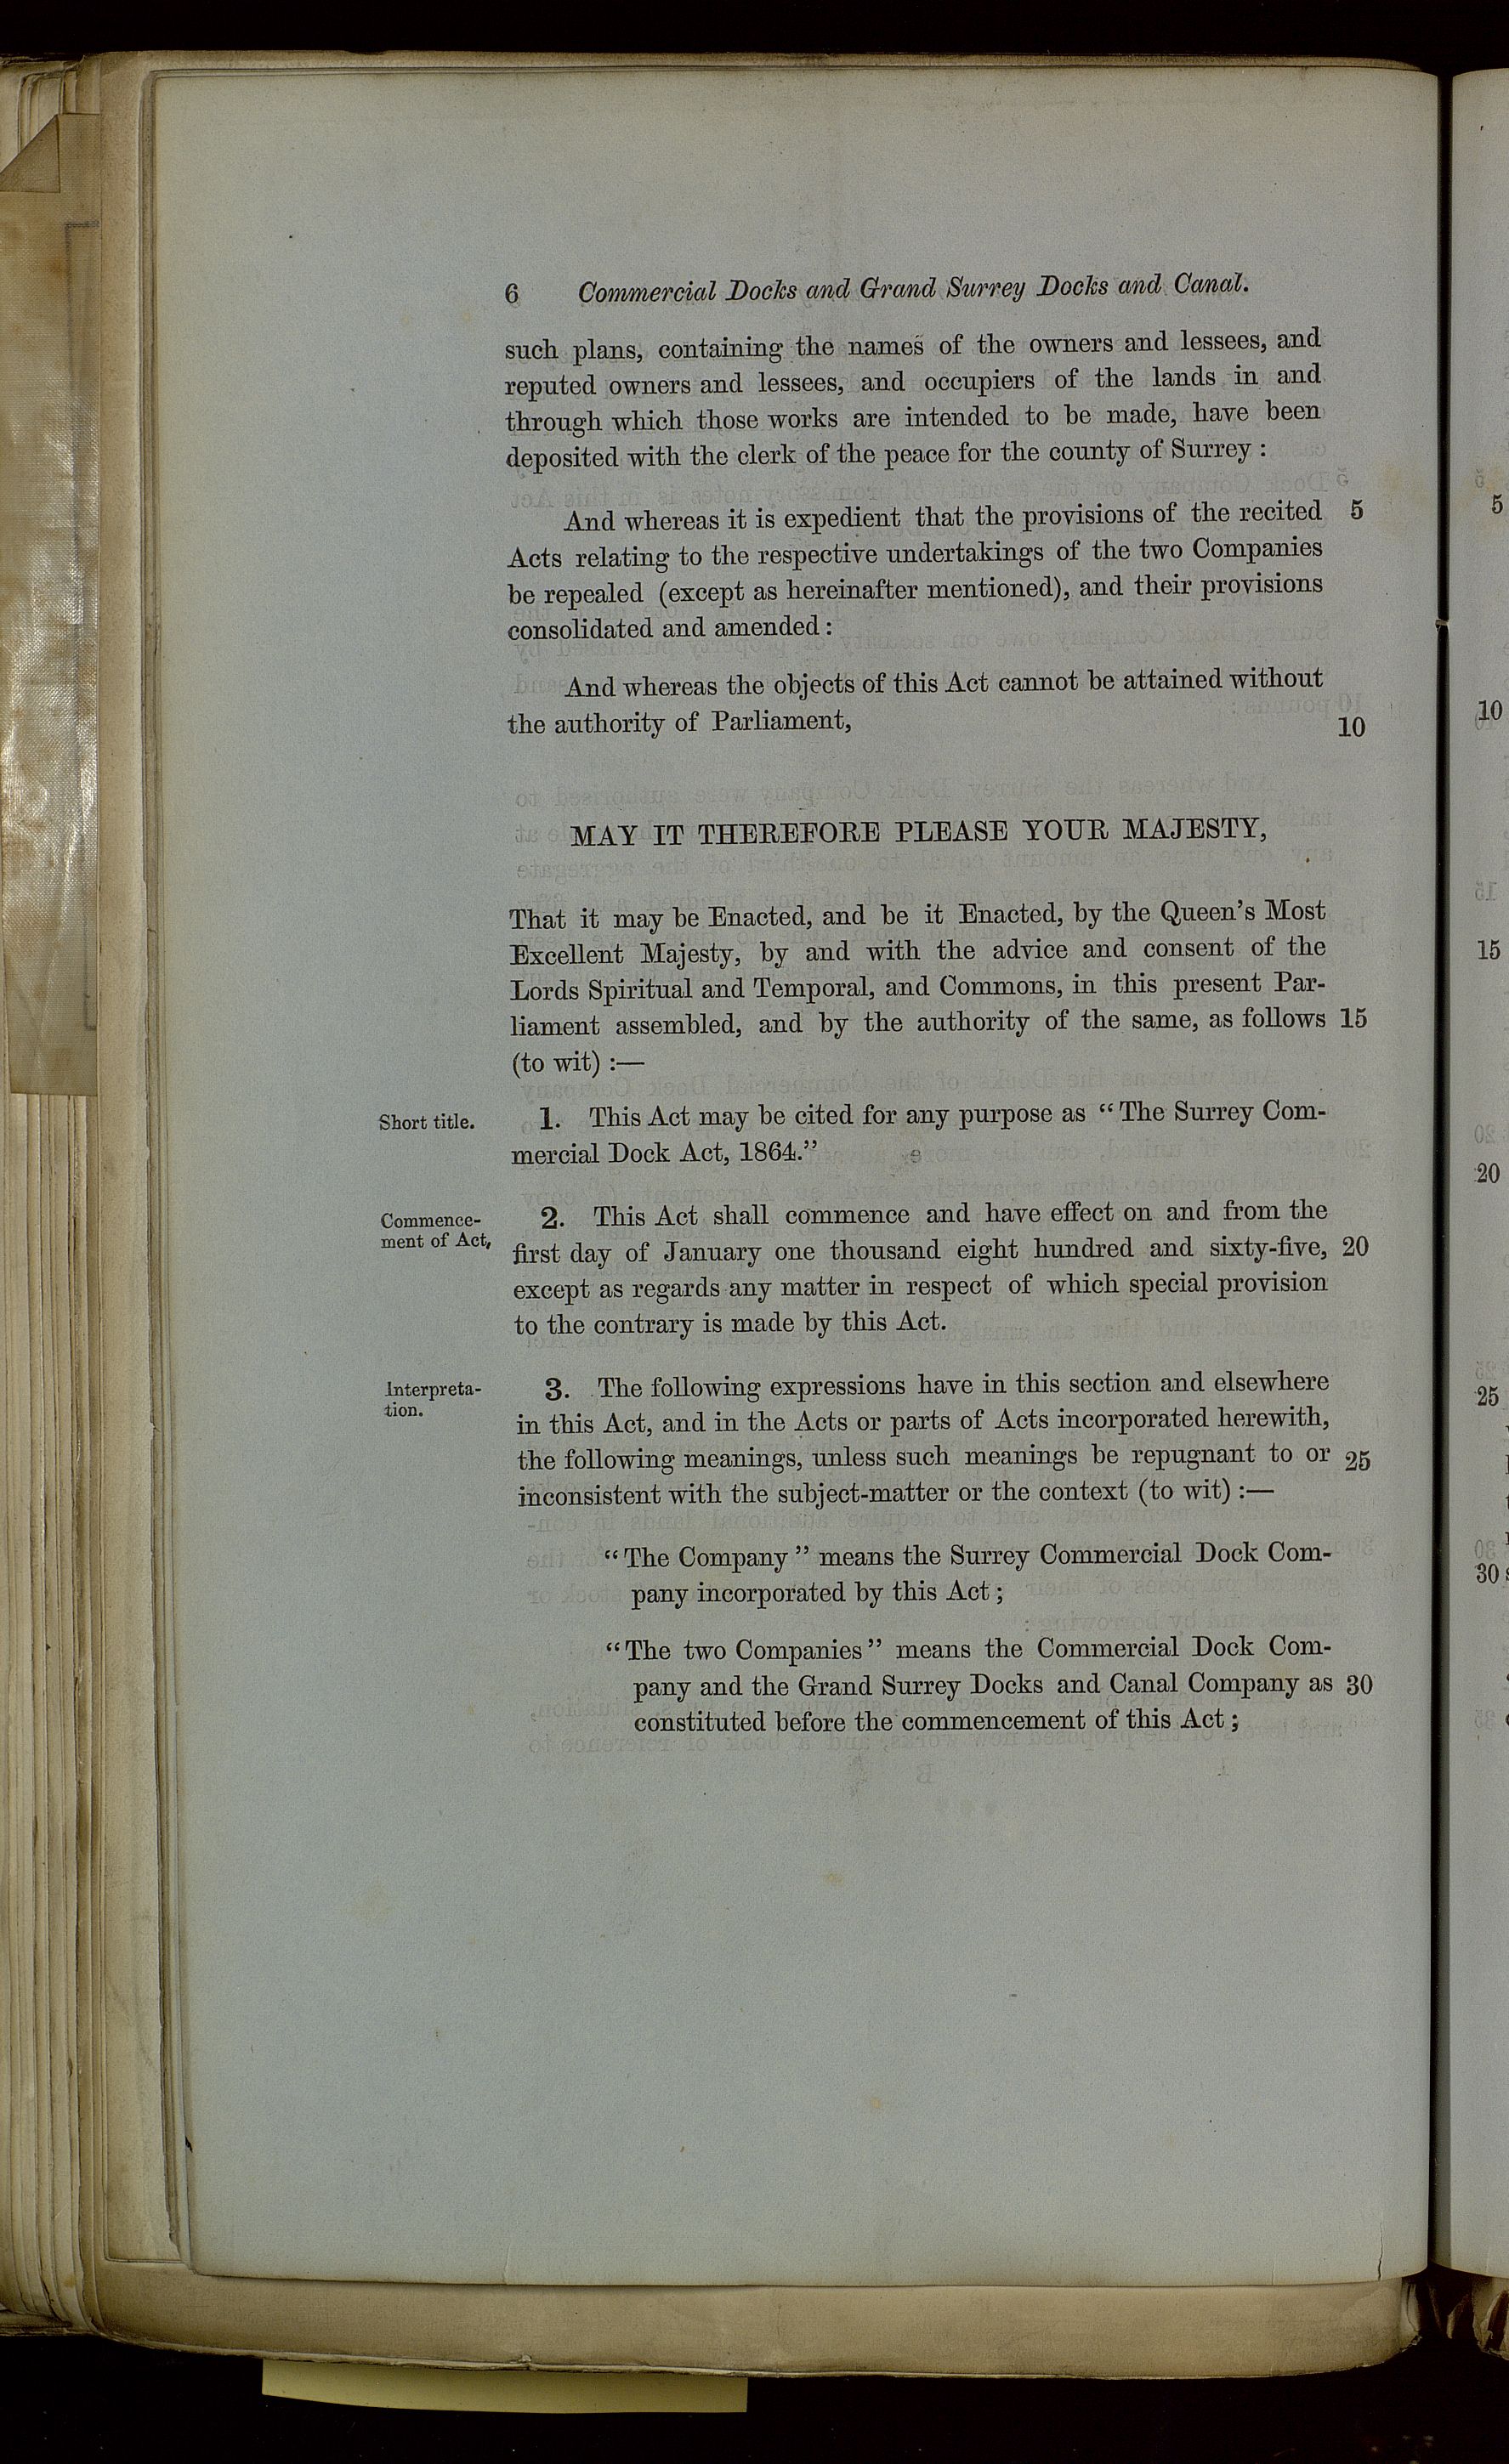 6 Commercial Docks and Grand Surrey Docks and Canal.
such plans, containing the names of the owners and lessees, and
reputed owners and lessees, and occupiers of the lands in and
through which those works are intended to be made, have been
deposited with the clerk of the peace for the county of Surrey :
And whereas it is expedient that the provisions of the recited 5
Acts relating to the respective undertakings of the two Companies
be repealed (except as hereinafter mentioned), and their provisions
consolidated and amended :
And whereas the objects of this Act cannot be attained without
the authority of Parliament, 10
MAY IT THEREFORE PLEASE YOUR MAJESTY,
That it may be Enacted, and be it Enacted, by the Queen's Most
Excellent Majesty, by and with the advice and consent of the
Lords Spiritual and Temporal, and Commons, in this present Par-
liament assembled, and by the authority of the same, as follows 15
(to wit) :—
Short title. 1. This Act may be cited for any purpose as "The Surrey Com-
mercial Dock Act, 1864."
Commence- 2. This Act shall commence and have effect on and from the
ment of Act, first day of January one thousand eight hundred and sixty-five, 20
except as regards any matter in respect of which special provision
to the contrary is made by this Act.
Interpreta- 3. The following expressions have in this section and elsewhere
tion. in this Act, and in the Acts or parts of Acts incorporated herewith,
the following meanings, unless such meanings be repugnant to or 25
inconsistent with the subject-matter or the context (to wit) :—
"The Company" means the Surrey Commercial Dock Com-
pany incorporated by this Act ;
"The two Companies" means the Commercial Dock Com-
pany and the Grand Surrey Docks and Canal Company as 30
constituted before the commencement of this Act ;
5
10
15
20
25
30